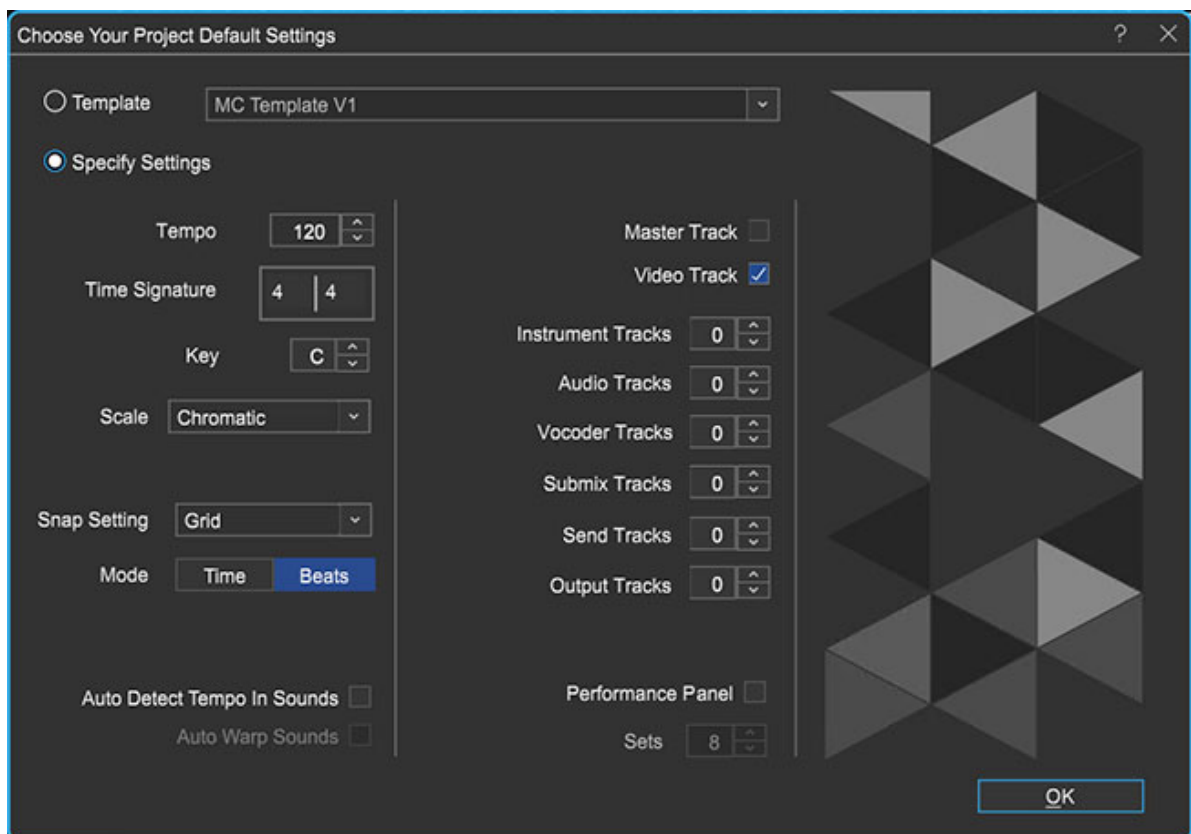 Choose Your Project Default Settings ? 
Template MC Template V1
Specify Settings
Tempo 120
Time Signature 4 4
Key C
Scale Chromatic
Snap Setting Grid
Mode Time Beats
Auto Detect Tempo In Sounds
Auto Warp Sounds
Master Track
Video Track
Instrument Tracks 0
Audio Tracks 0
Vocoder Tracks 0
Submix Tracks 0
Send Tracks 0
Output Tracks 0
Performance Panel
Sets 8
OK